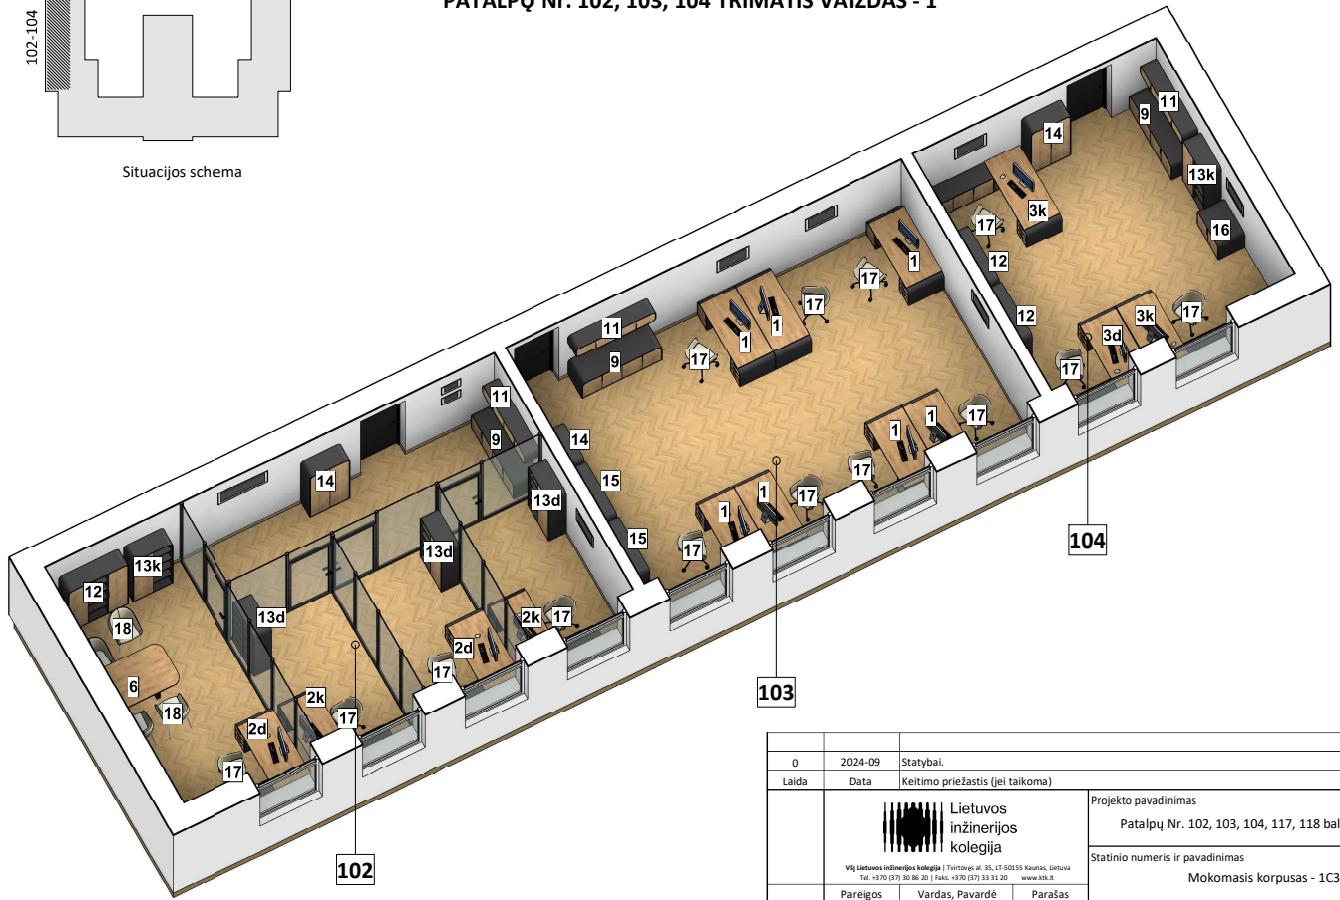 PATALPŲ Nr. 102, 103, 104 TRIMATIS VAIZDAS - 1
102-104
Situacijos schema
11
9
14
13k
3k
17
16
12
12
3k
17
3d
17
1
17
17
1
1
11
9
17
14
15
15
1
1
17
17
1
1
17
17
104
103
11
9
14
13d
13d
13k
12
13d
18
6
18
2k
17
2d
17
2k
17
2d
17
102
0
2024-09
Statybai.
Laida
Data
Keitimo priežastis (jei taikoma)
Lietuvos
inžinerijos
kolegija
VšĮ Lietuvos inžinerijos kolegija | Tvirtovės al. 35, LT-50155 Kaunas, Lietuva
Tel. +370 (37) 30 86 20 | Faks. +370 (37) 33 31 20 www.ktk.lt
Projekto pavadinimas
Patalpų Nr. 102, 103, 104, 117, 118 bal
Statinio numeris ir pavadinimas
Mokomasis korpusas - 1C3
Pareigos
Vardas, Pavardė
Parašas